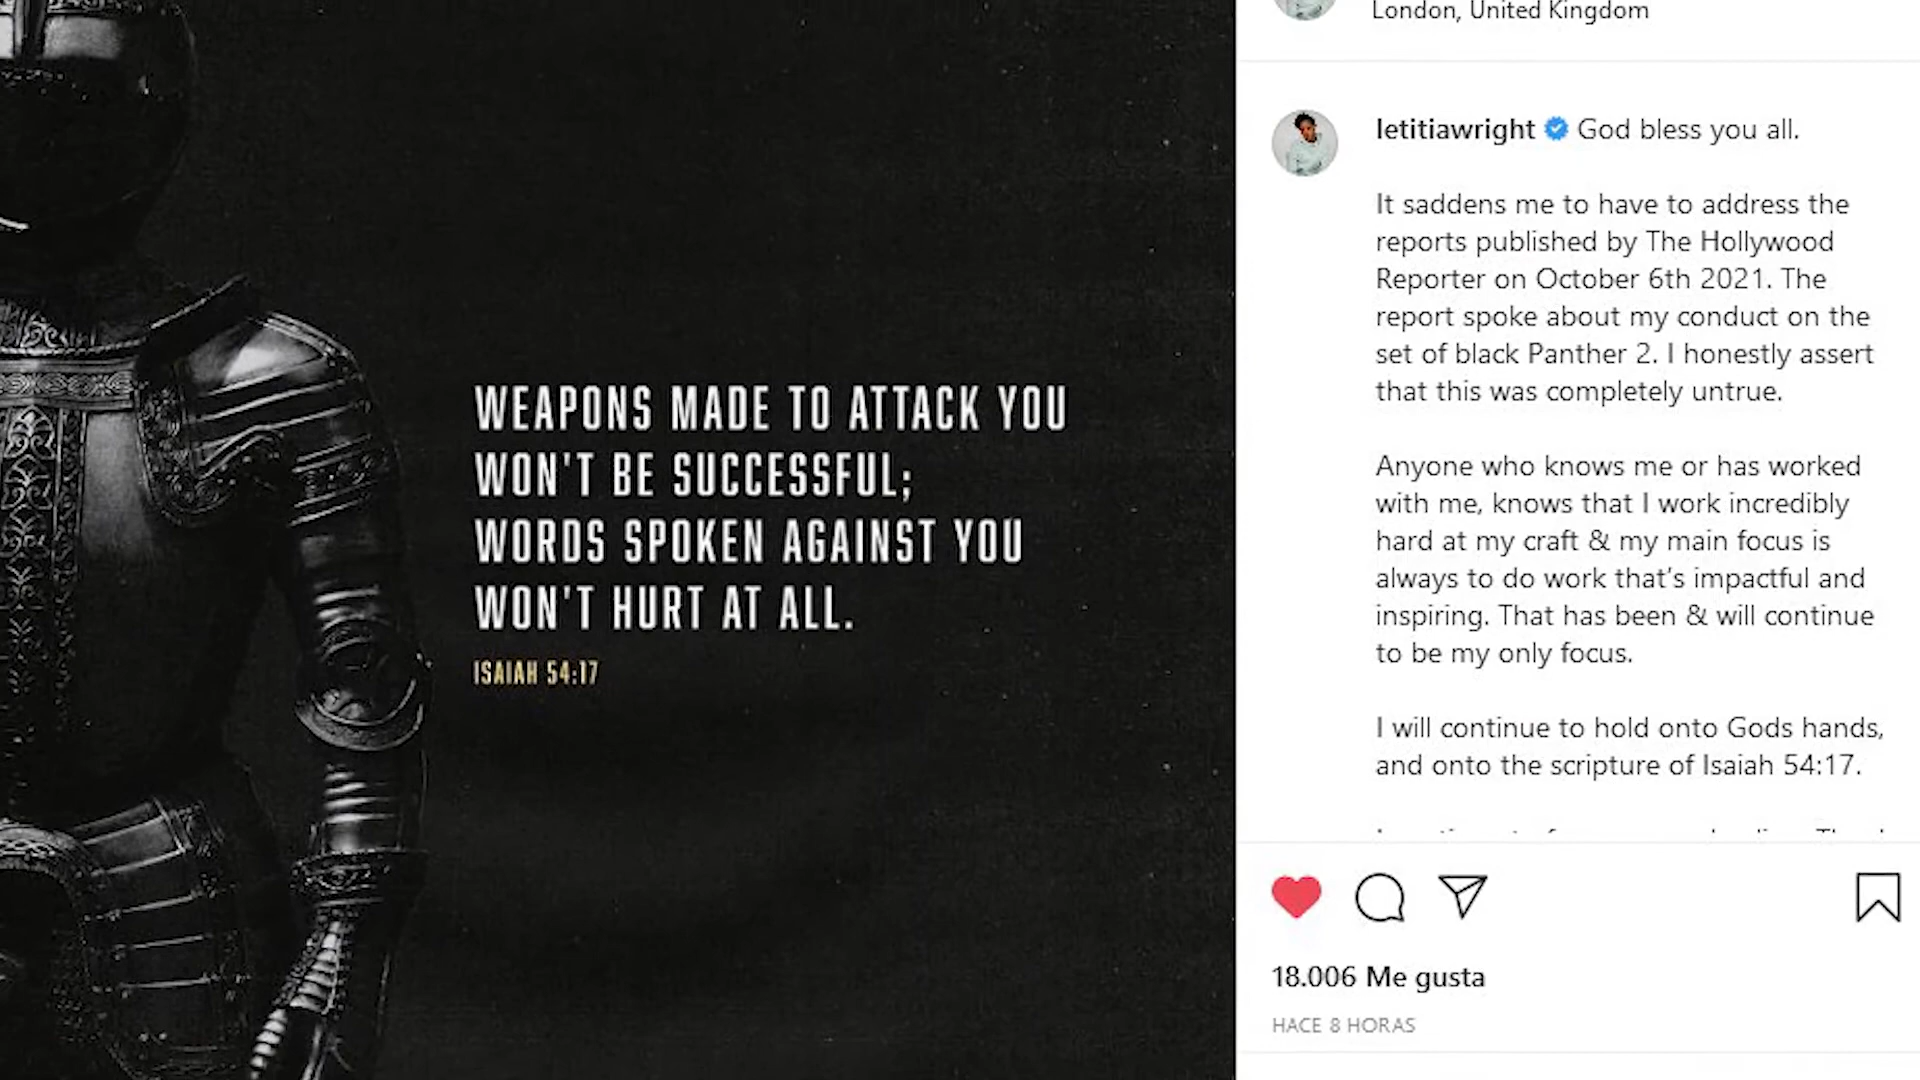 WEAPONS MADE TO ATTACK YOU
WON'T BE SUCCESSFUL;
WORDS SPOKEN AGAINST YOU
WON'T HURT AT ALL.
ISAIAH 54:17
London, United Kingdom
letitiawright God bless you all.
It saddens me to have to address the
reports published by The Hollywood
Reporter on October 6th 2021. The
report spoke about my conduct on the
set of black Panther 2. I honestly assert
that this was completely untrue.
Anyone who knows me or has worked
with me, knows that I work incredibly
hard at my craft & my main focus is
always to do work that's impactful and
inspiring. That has been & will continue
to be my only focus.
I will continue to hold onto Gods hands,
and onto the scripture of Isaiah 54:17.
18.006 Me gusta
HACE 8 HORAS